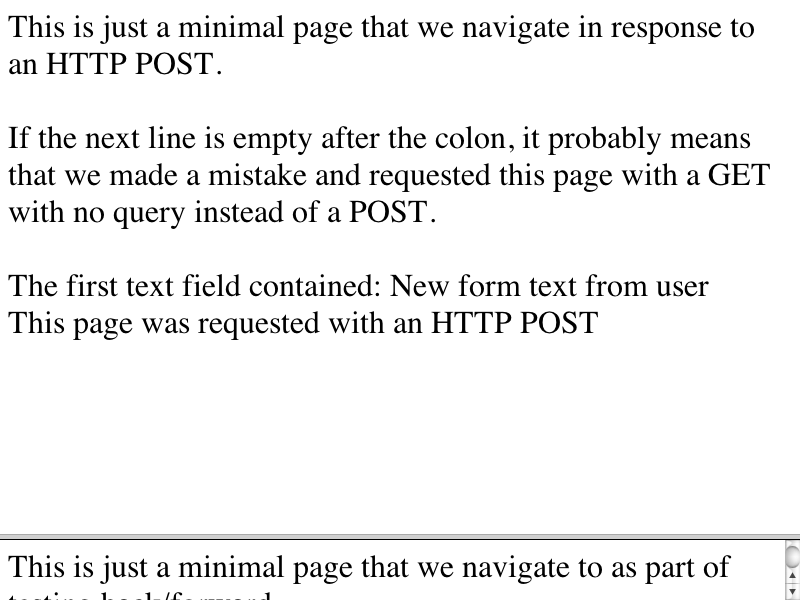 This is just a minimal page that we navigate in response to
an HTTP POST.
If the next line is empty after the colon, it probably means
that we made a mistake and requested this page with a GET
with no query instead of a POST.
The first text field contained: New form text from user
This page was requested with an HTTP POST
This is just a minimal page that we navigate to as part of
testing back/forward